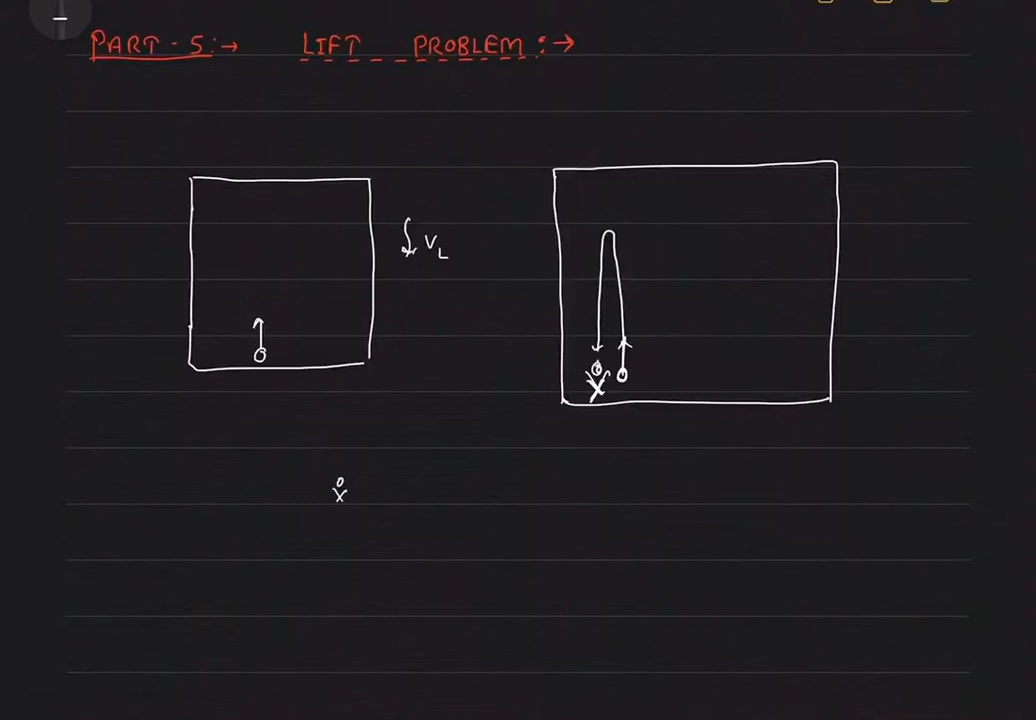 PART - 5 :→ LIFT PROBLEM :→
V_L